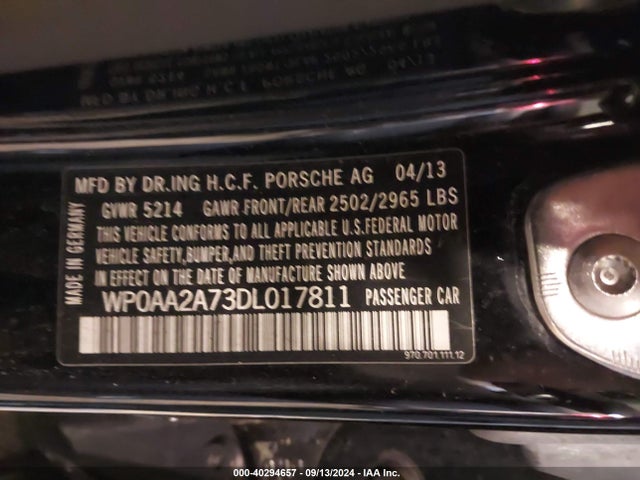 MFD BY DR.ING H.C.F. PORSCHE AG 04/13
GVWR 5214 GAWR FRONT/REAR 2502/2965 LBS
THIS VEHICLE CONFORMS TO ALL APPLICABLE U.S.FEDERAL MOTOR
VEHICLE SAFETY,BUMPER,AND THEFT PREVENTION STANDARDS
IN EFFECT ON THE DATE OF MANUFACTURE SHOWN ABOVE
WP0AA2A73DL017811 PASSENGER CAR
970.701.111.12
MADE IN GERMANY
000-40294657 - 09/13/2024 - IAA Inc.